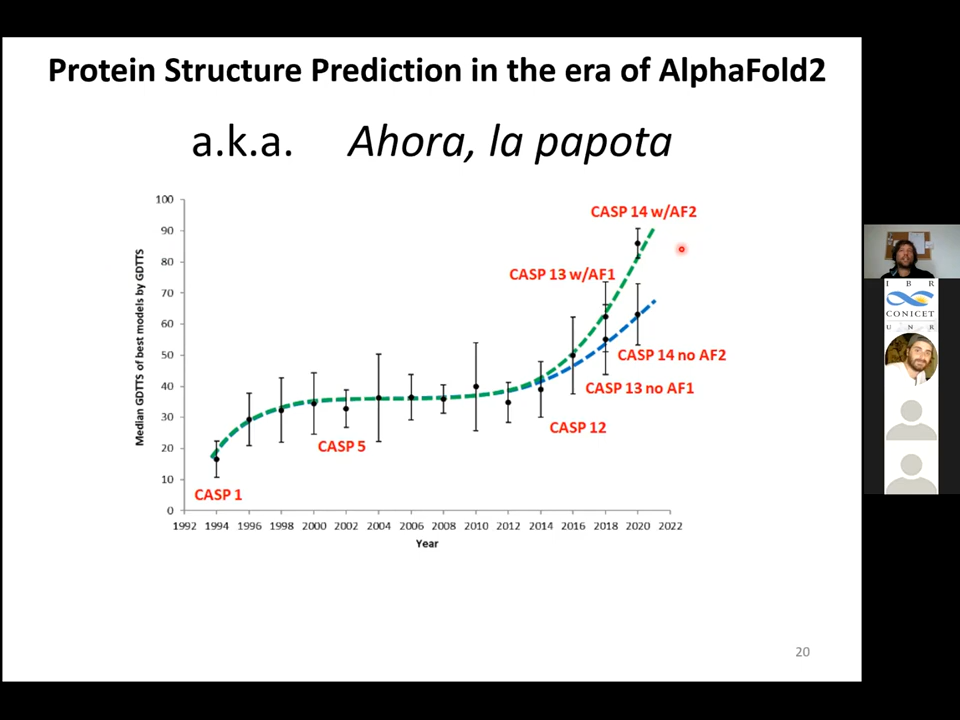 Protein Structure Prediction in the era of AlphaFold2
a.k.a. Ahora, la papota
100
90
80
70
60
50
40
30
20
10
0
Median GDTTS of best models by GDTTS
CASP 14 w/AF2
CASP 13 w/AF1
CASP 14 no AF2
CASP 13 no AF1
CASP 12
CASP 5
CASP 1
1992 1994 1996 1998 2000 2002 2004 2006 2008 2010 2012 2014 2016 2018 2020 2022
Year
20
I B R
CONICET
U N R